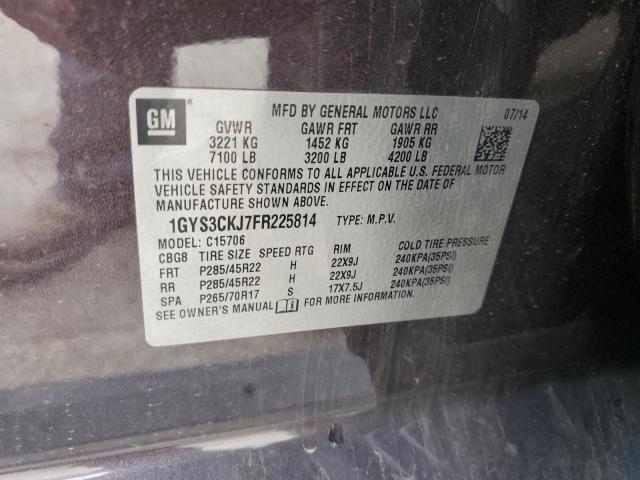 GM ®
MFD BY GENERAL MOTORS LLC 07/14
GVWR GAWR FRT GAWR RR
3221 KG 1452 KG 1905 KG
7100 LB 3200 LB 4200 LB
THIS VEHICLE CONFORMS TO ALL APPLICABLE U.S. FEDERAL MOTOR
VEHICLE SAFETY STANDARDS IN EFFECT ON THE DATE OF
MANUFACTURE SHOWN ABOVE.
1GYS3CKJ7FR225814 TYPE: M.P.V.
MODEL: C15706
CBG8 TIRE SIZE SPEED RTG RIM COLD TIRE PRESSURE
FRT P285/45R22 H 22X9J 240KPA(35PSI)
RR P285/45R22 H 22X9J 240KPA(35PSI)
SPA P265/70R17 S 17X7.5J 240KPA(35PSI)
SEE OWNER'S MANUAL FOR MORE INFORMATION.